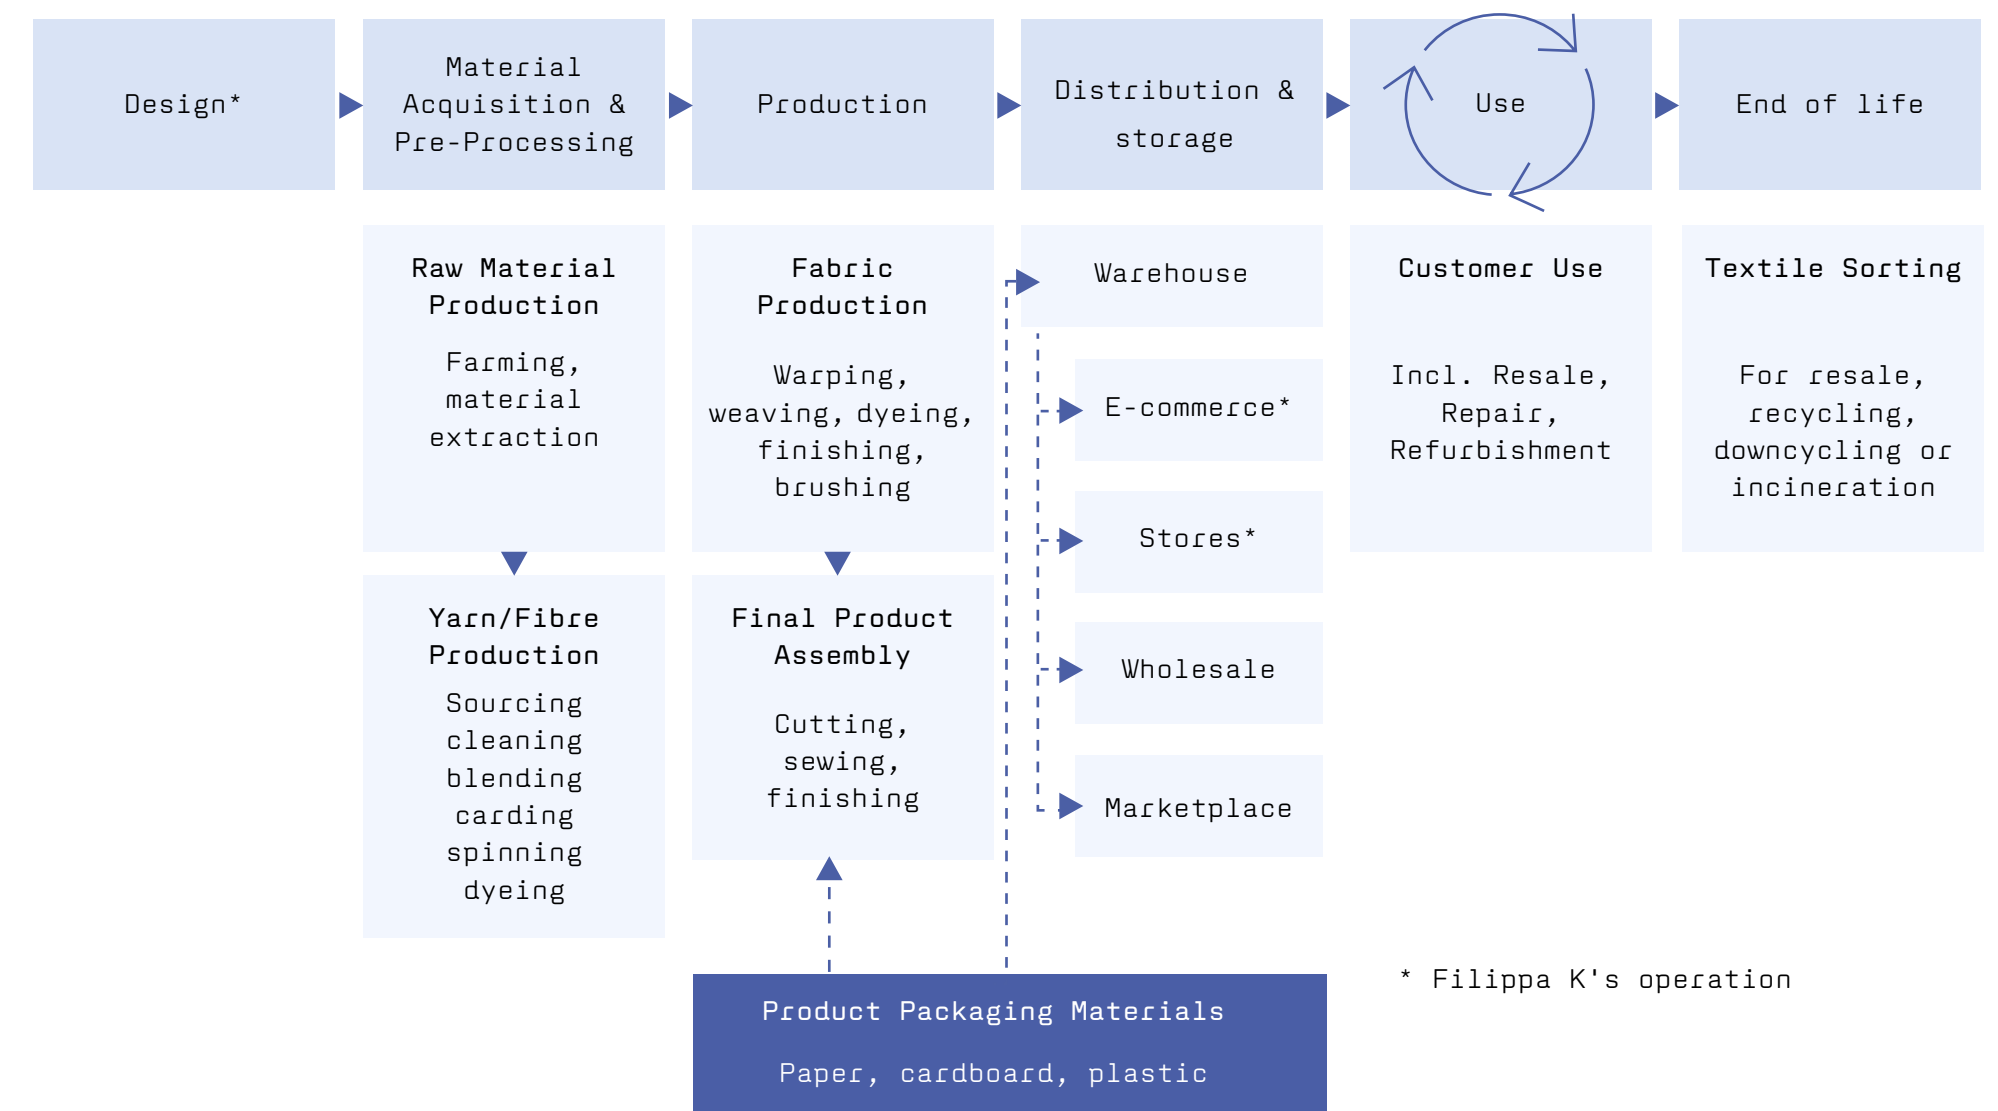 Design*
Material
Acquisition &
Pre-Processing
Production
Distribution &
storage
Use
End of life
Raw Material
Production
Farming,
material
extraction
Yarn/Fibre
Production
Sourcing
cleaning
blending
carding
spinning
dyeing
Fabric
Production
Warping,
weaving, dyeing,
finishing,
brushing
Final Product
Assembly
Cutting,
sewing,
finishing
Warehouse
E-commerce*
Stores*
Wholesale
Marketplace
Customer Use
Incl. Resale,
Repair,
Refurbishment
Textile Sorting
For resale,
recycling,
downcycling or
incineration
Product Packaging Materials
Paper, cardboard, plastic
* Filippa K's operation